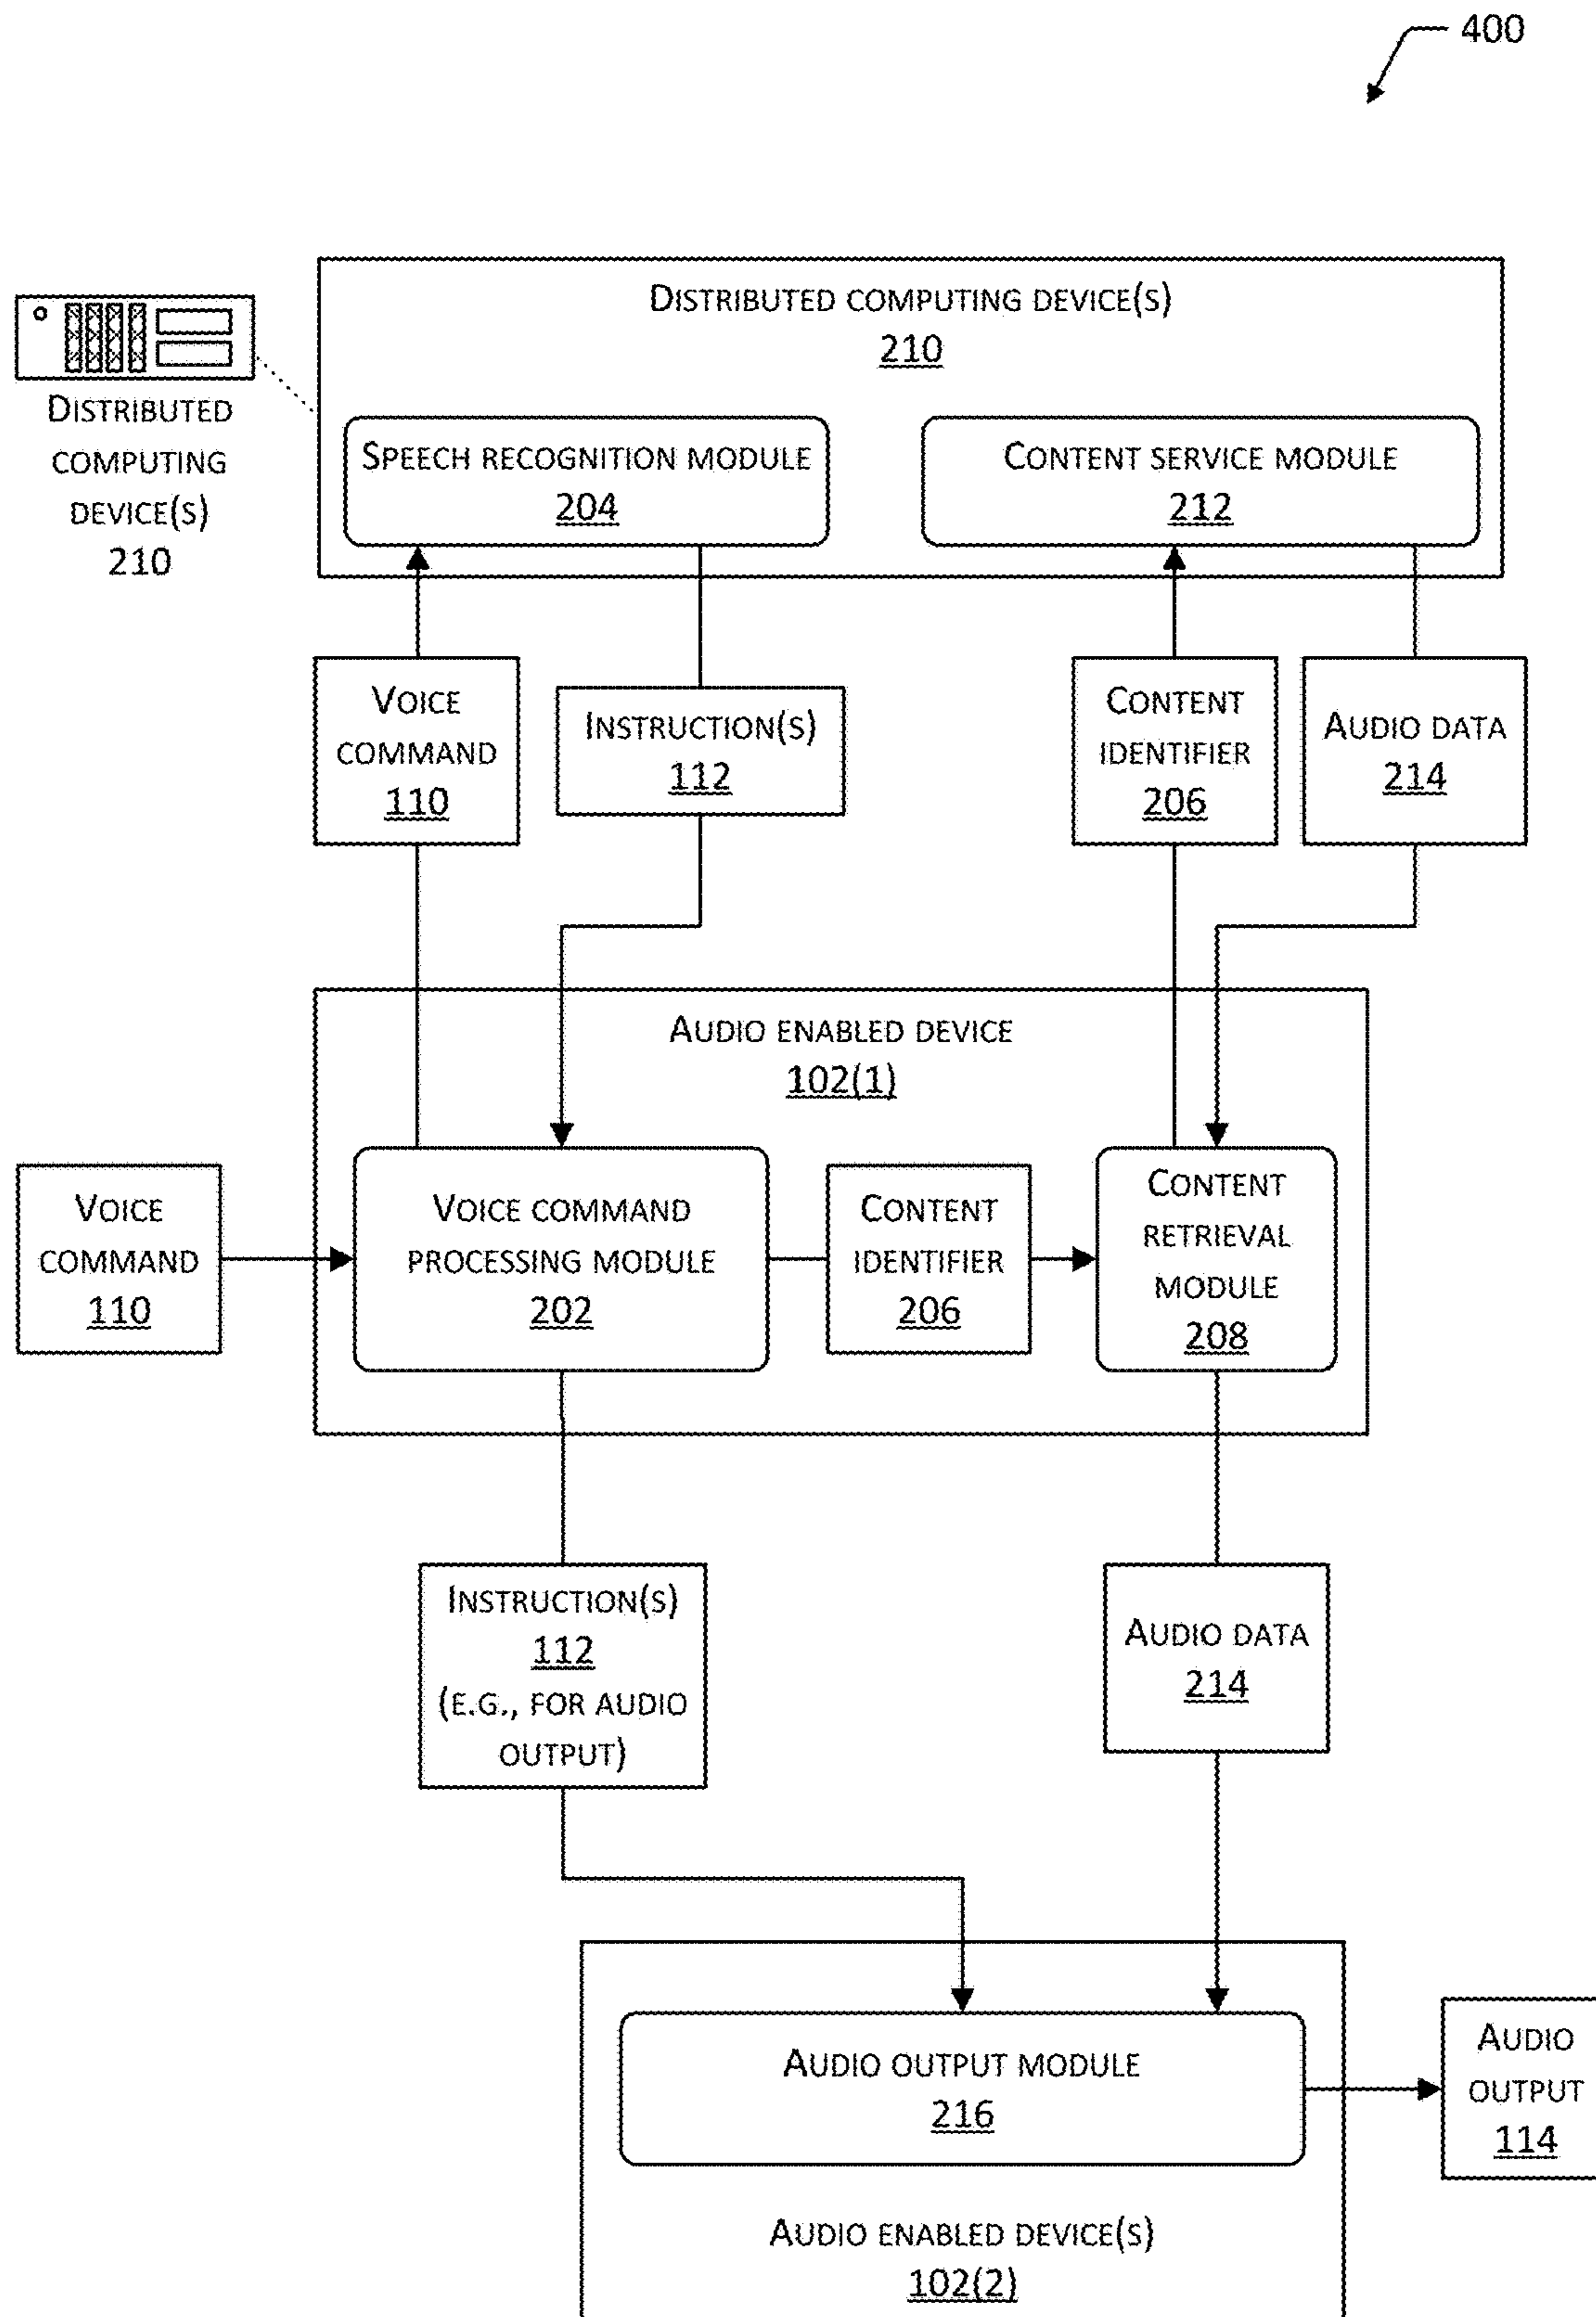 400
DISTRIBUTED COMPUTING DEVICE(S)
210
DISTRIBUTED
COMPUTING
DEVICE(S)
210
SPEECH RECOGNITION MODULE
204
CONTENT SERVICE MODULE
212
VOICE
COMMAND
110
INSTRUCTION(S)
112
CONTENT
IDENTIFIER
206
AUDIO DATA
214
AUDIO ENABLED DEVICE
102(1)
VOICE
COMMAND
110
VOICE COMMAND
PROCESSING MODULE
202
CONTENT
IDENTIFIER
206
CONTENT
RETRIEVAL
MODULE
208
INSTRUCTION(S)
112
(E.G., FOR AUDIO
OUTPUT)
AUDIO DATA
214
AUDIO OUTPUT MODULE
216
AUDIO
OUTPUT
114
AUDIO ENABLED DEVICE(S)
102(2)